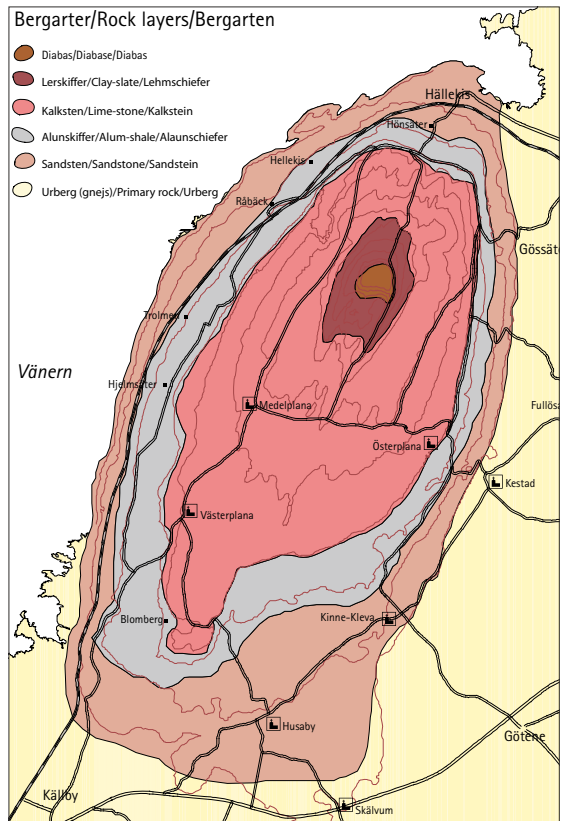 Bergarter/Rock layers/Bergarten
Diabas/Diabase/Diabas
Lerskiffer/Clay-slate/Lehmschiefer
Kalksten/Lime-stone/Kalkstein
Alunskiffer/Alum-shale/Alaunschiefer
Sandsten/Sandstone/Sandstein
Urberg (gnejs)/Primary rock/Urberg
Hällekis
Hönsäter
Hellekis
Råbäck
Gössäte
Trolmen
Vänern
Hjelmsäter
Medelplana
Fullösa
Österplana
Kestad
Västerplana
Blomberg
Kinne-Kleva
Husaby
Götene
Källby
Skälvum